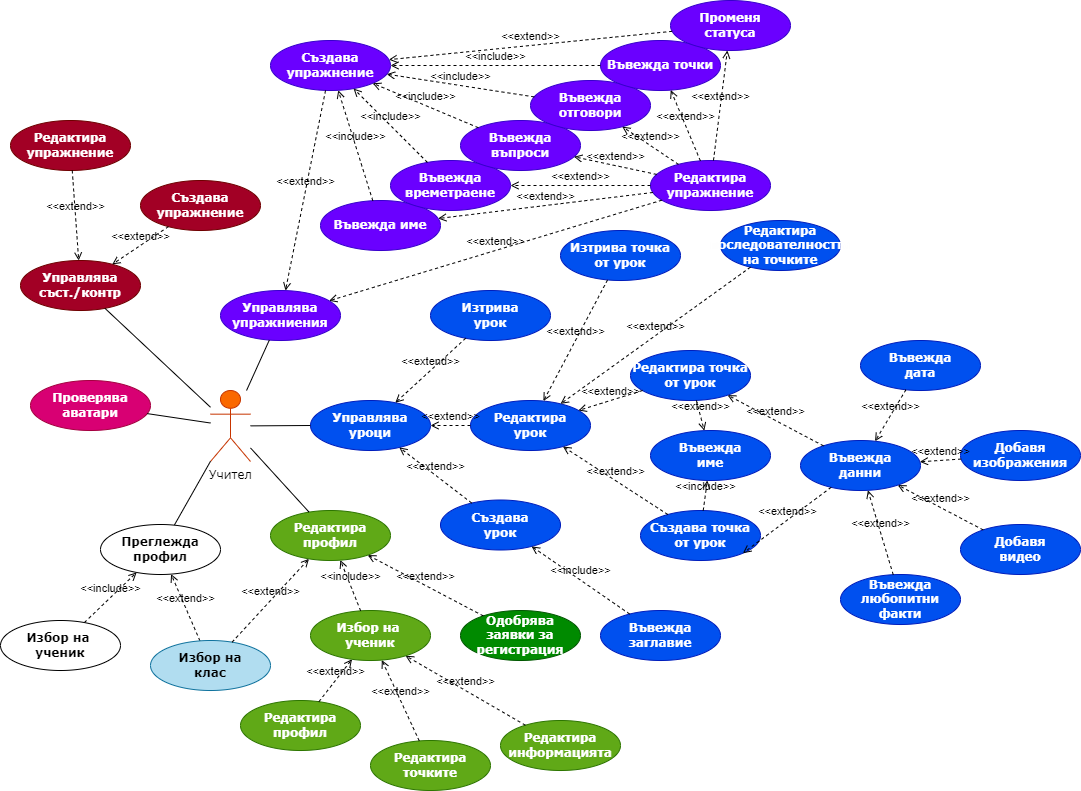 Променя
статуса
<<extend>>
Създава
упражнение
<<include>>
Въвежда точки
<<include>>
<<include>>
<<extend>>
Въвежда
отговори
<<include>>
<<extend>>
Редактира
упражнение
<<include>>
<<extend>>
Въвежда
въпроси
<<extend>>
Създава
упражнение
<<extend>>
<<extend>>
Въвежда
времетраене
<<extend>>
Редактира
упражнение
<<extend>>
<<extend>>
Въвежда име
<<extend>>
<<extend>>
Изтрива точка
от урок
Редактира
оследователност
на точките
Управлява
със­т./контр
Управлява
упражниения
Изтрива
урок
<<extend>>
<<extend>>
<<extend>>
Редактира точка
от урок
Въвежда
дата
Проверява
аватари
<<extend>>
<<extend>>
<<extend>>
<<extend>>
Управлява
уроци
<<extend>>
Редактира
урок
Въвежда
име
Въвежда
данни
<<extend>>
Добавя
изображения
Учител
<<extend>>
<<extend>>
<<include>>
<<extend>>
<<extend>>
<<extend>>
Създава
урок
Създава точка
от урок
Редактира
профил
Преглежда
профил
Добавя
видео
<<include>>
<<extend>>
<<include>>
<<extend>>
<<include>>
<<extend>>
<<extend>>
Въвежда
любопитни
факти
Избор на
ученик
Избор на
клас
Избор на
ученик
Одобрява
заявки за
регистрация
Въвежда
заглавие
<<extend>>
<<extend>>
<<extend>>
Редактира
профил
Редактира
точките
Редактира
информацията